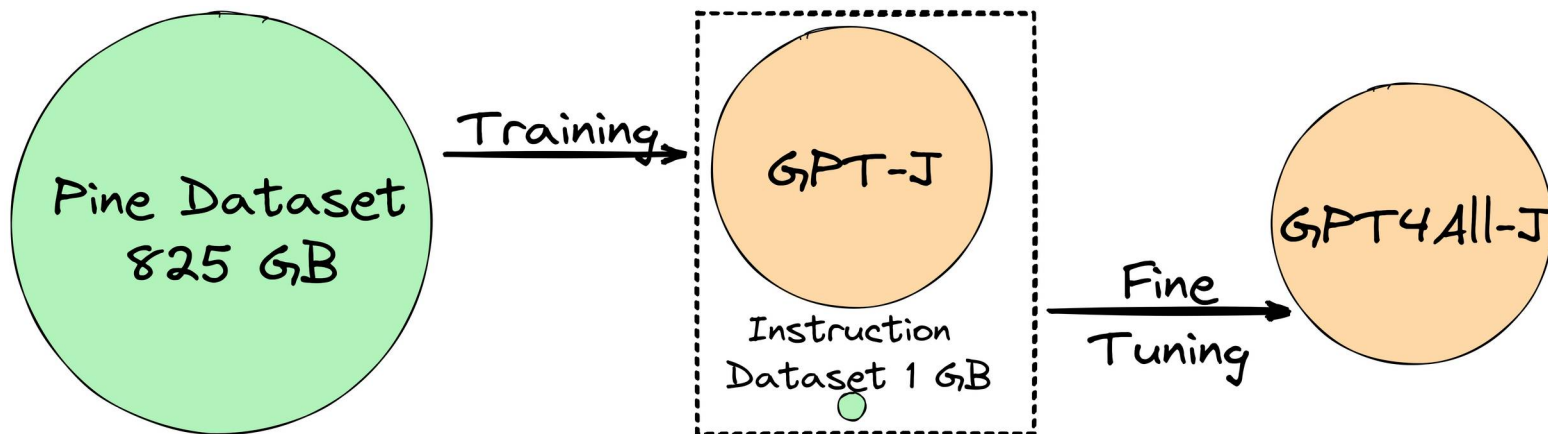 Pine Dataset
825 GB
Training
GPT-J
Instruction
Dataset 1 GB
Fine
Tuning
GPT4All-J